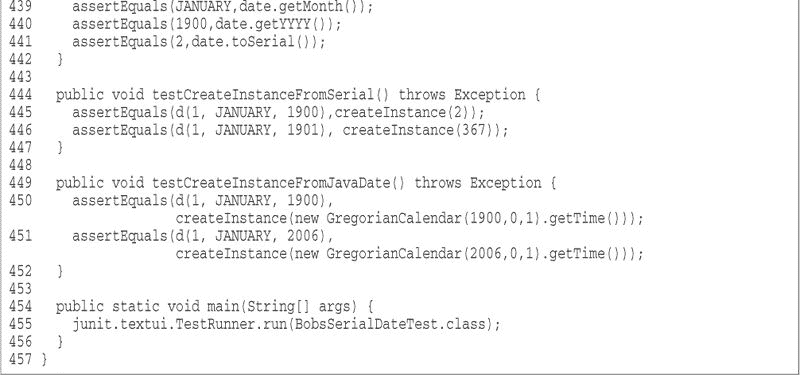 439     assertEquals(JANUARY,date.getMonth());
440     assertEquals(1900,date.getYYYY());
441     assertEquals(2,date.toSerial());
442   }
443
444   public void testCreateInstanceFromSerial() throws Exception {
445     assertEquals(d(1, JANUARY, 1900),createInstance(2));
446     assertEquals(d(1, JANUARY, 1901), createInstance(367));
447   }
448
449   public void testCreateInstanceFromJavaDate() throws Exception {
450     assertEquals(d(1, JANUARY, 1900),
                 createInstance(new GregorianCalendar(1900,0,1).getTime()));
451     assertEquals(d(1, JANUARY, 2006),
                 createInstance(new GregorianCalendar(2006,0,1).getTime()));
452   }
453
454   public static void main(String[] args) {
455     junit.textui.TestRunner.run(BobsSerialDateTest.class);
456   }
457 }